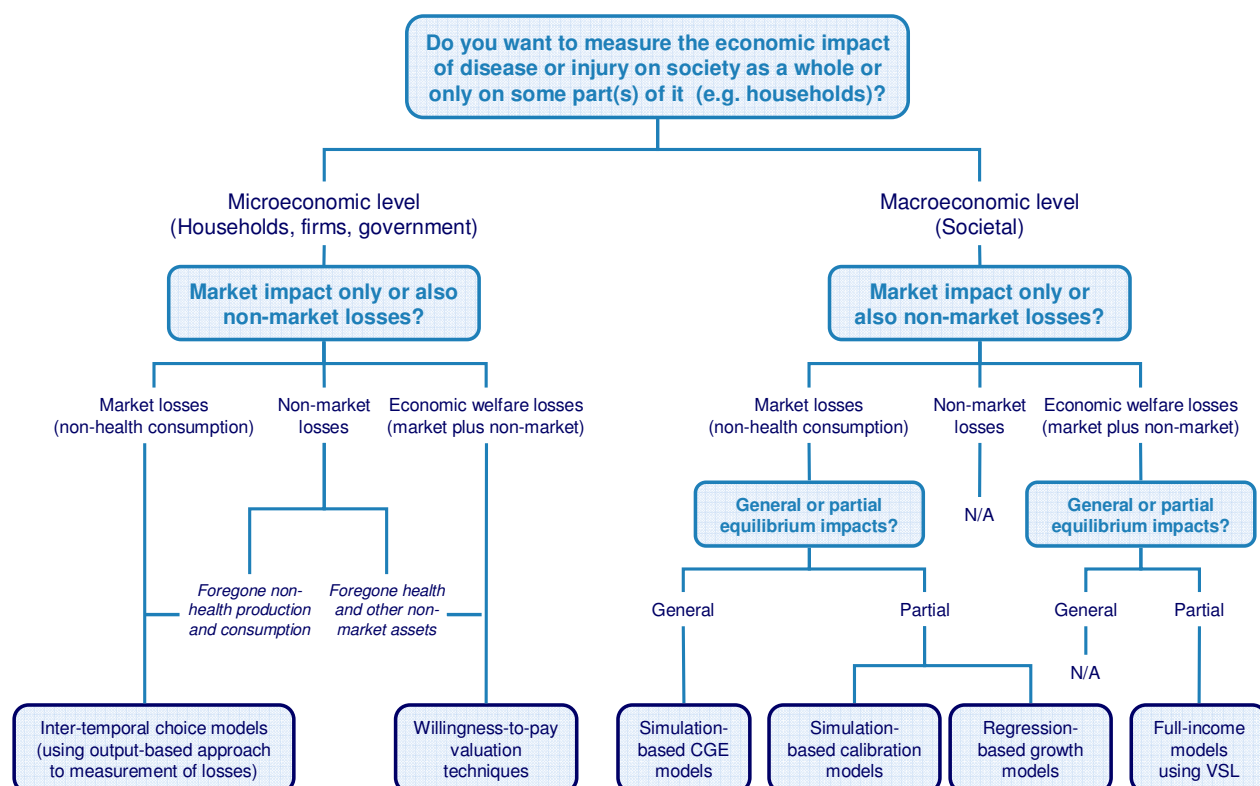 Do you want to measure the economic impact
of disease or injury on society as a whole or
only on some part(s) of it (e.g. households)?
Microeconomic level
(Households, firms, government)
Macroeconomic level
(Societal)
Market impact only or also
non-market losses?
Market impact only or
also non-market losses?
Market losses
(non-health consumption)
Non-market
losses
Economic welfare losses
(market plus non-market)
Market losses
(non-health consumption)
Non-market
losses
Economic welfare losses
(market plus non-market)
General or partial
equilibrium impacts?
N/A
General or partial
equilibrium impacts?
Foregone non-
health production
and consumption
Foregone health
and other non-
market assets
General
Partial
General
Partial
N/A
Inter-temporal choice models
(using output-based approach
to measurement of losses)
Willingness-to-pay
valuation
techniques
Simulation-
based CGE
models
Simulation-
based calibration
models
Regression-
based growth
models
Full-income
models
using VSL